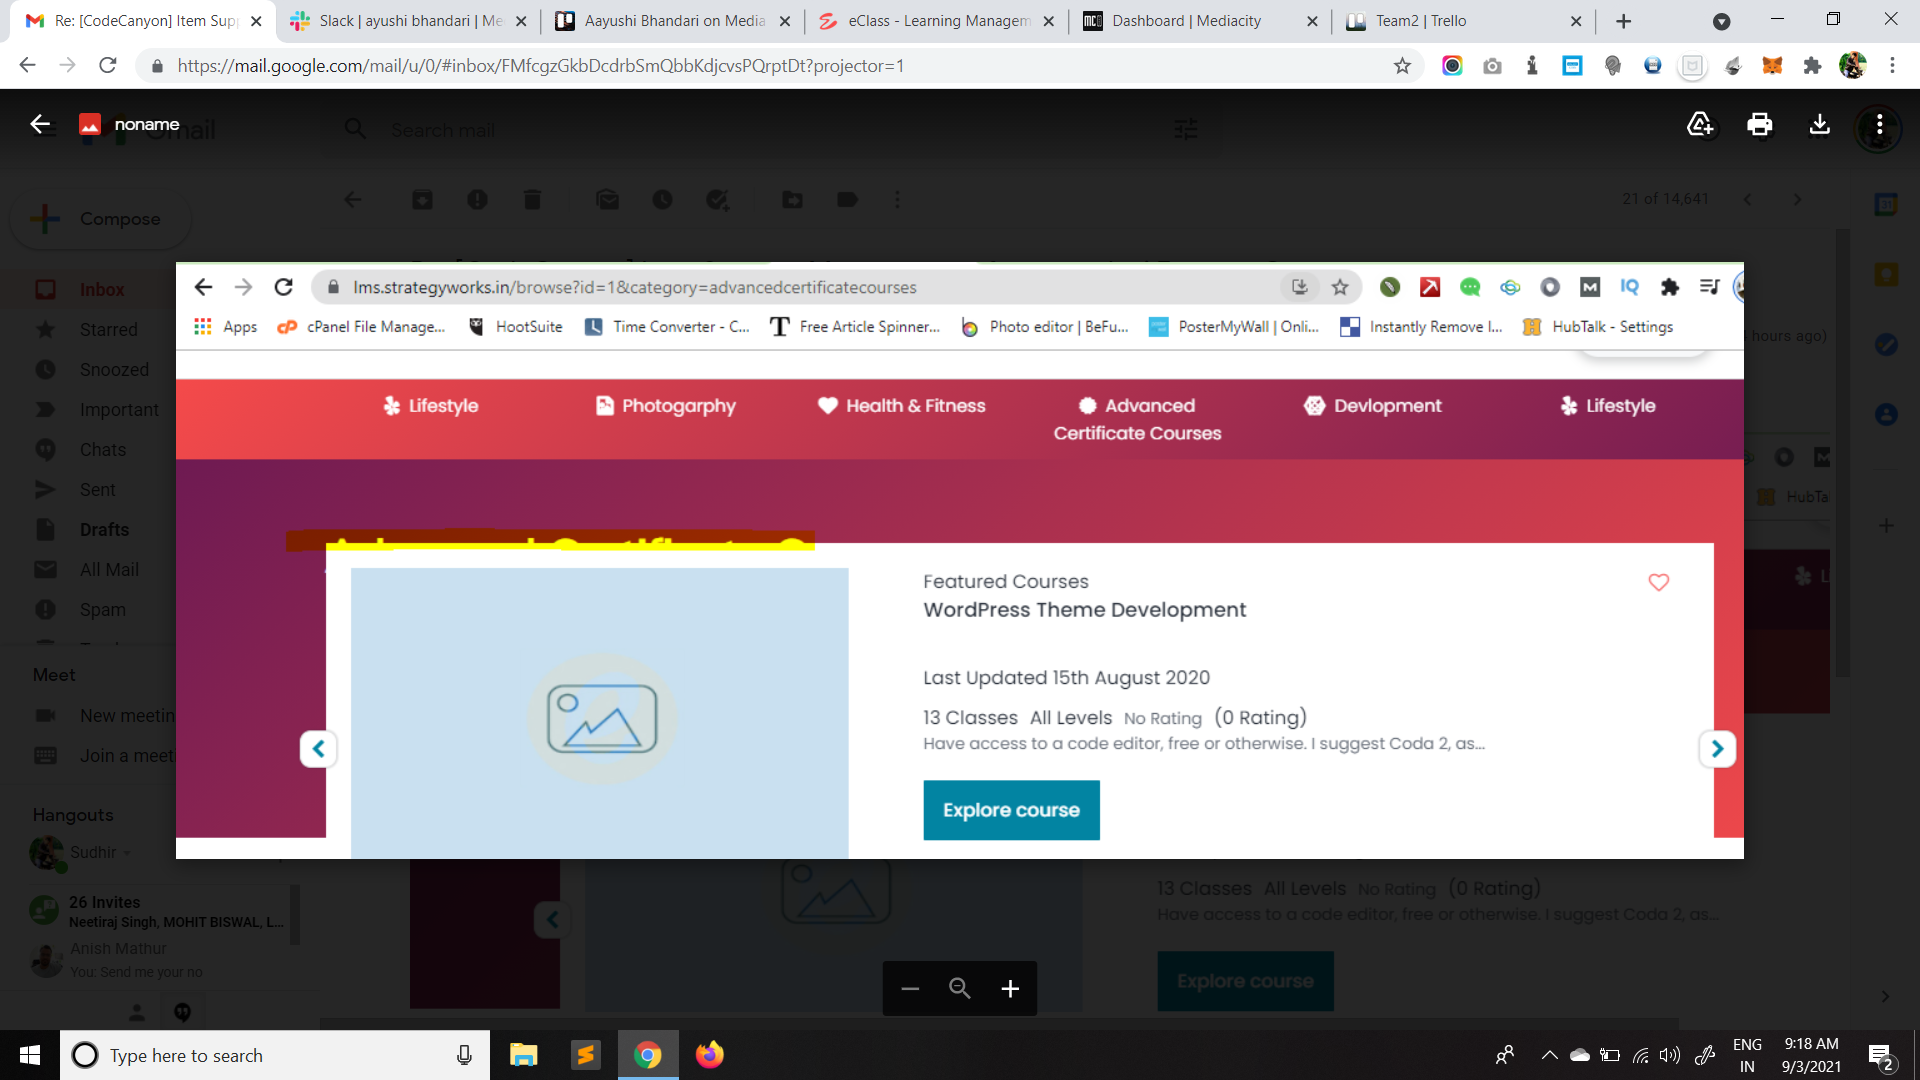 Re: [CodeCanyon] Item Supp
Slack | ayushi bhandari | Me
Aayushi Bhandari on Media
eClass - Learning Managem
Dashboard | Mediacity
Team2 | Trello
https://mail.google.com/mail/u/0/#inbox/FMfcgzGkbDcdrbSmQbbKdjcvsPQrptDt?projector=1
noname
Gmail
Search mail
Compose
21 of 14,641
Inbox
Starred
Snoozed
Important
Chats
Sent
Drafts
All Mail
Spam
hours ago)
Meet
New meetin
Join a meeti
Hangouts
Sudhir
26 Invites
Neetiraj Singh, MOHIT BISWAL, L...
Anish Mathur
You: Send me your no
lms.strategyworks.in/browse?id=1&category=advancedcertificatecourses
Apps
cPanel File Manage...
HootSuite
Time Converter - C...
Free Article Spinner...
Photo editor | BeFu...
PosterMyWall | Onli...
Instantly Remove I...
HubTalk - Settings
Lifestyle
Photogarphy
Health & Fitness
Advanced
Certificate Courses
Devlopment
Lifestyle
Featured Courses
WordPress Theme Development
Last Updated 15th August 2020
13 Classes All Levels No Rating (0 Rating)
Have access to a code editor, free or otherwise. I suggest Coda 2, as...
Explore course
HubTa
13 Classes All Levels No Rating (0 Rating)
Have access to a code editor, free or otherwise. I suggest Coda 2, as...
Explore course
Type here to search
ENG
IN
9:18 AM
9/3/2021
2